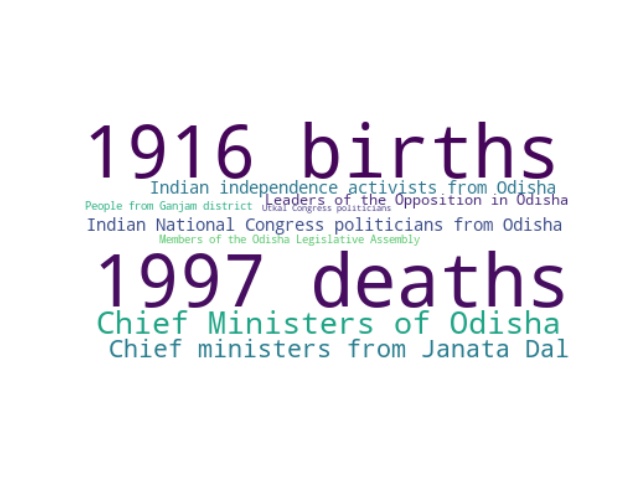 1916 births
Indian independence activists from Odisha
Leaders of the Opposition in Odisha
People from Ganjam district
Utkal Congress politicians
Indian National Congress politicians from Odisha
Members of the Odisha Legislative Assembly
1997 deaths
Chief Ministers of Odisha
Chief ministers from Janata Dal